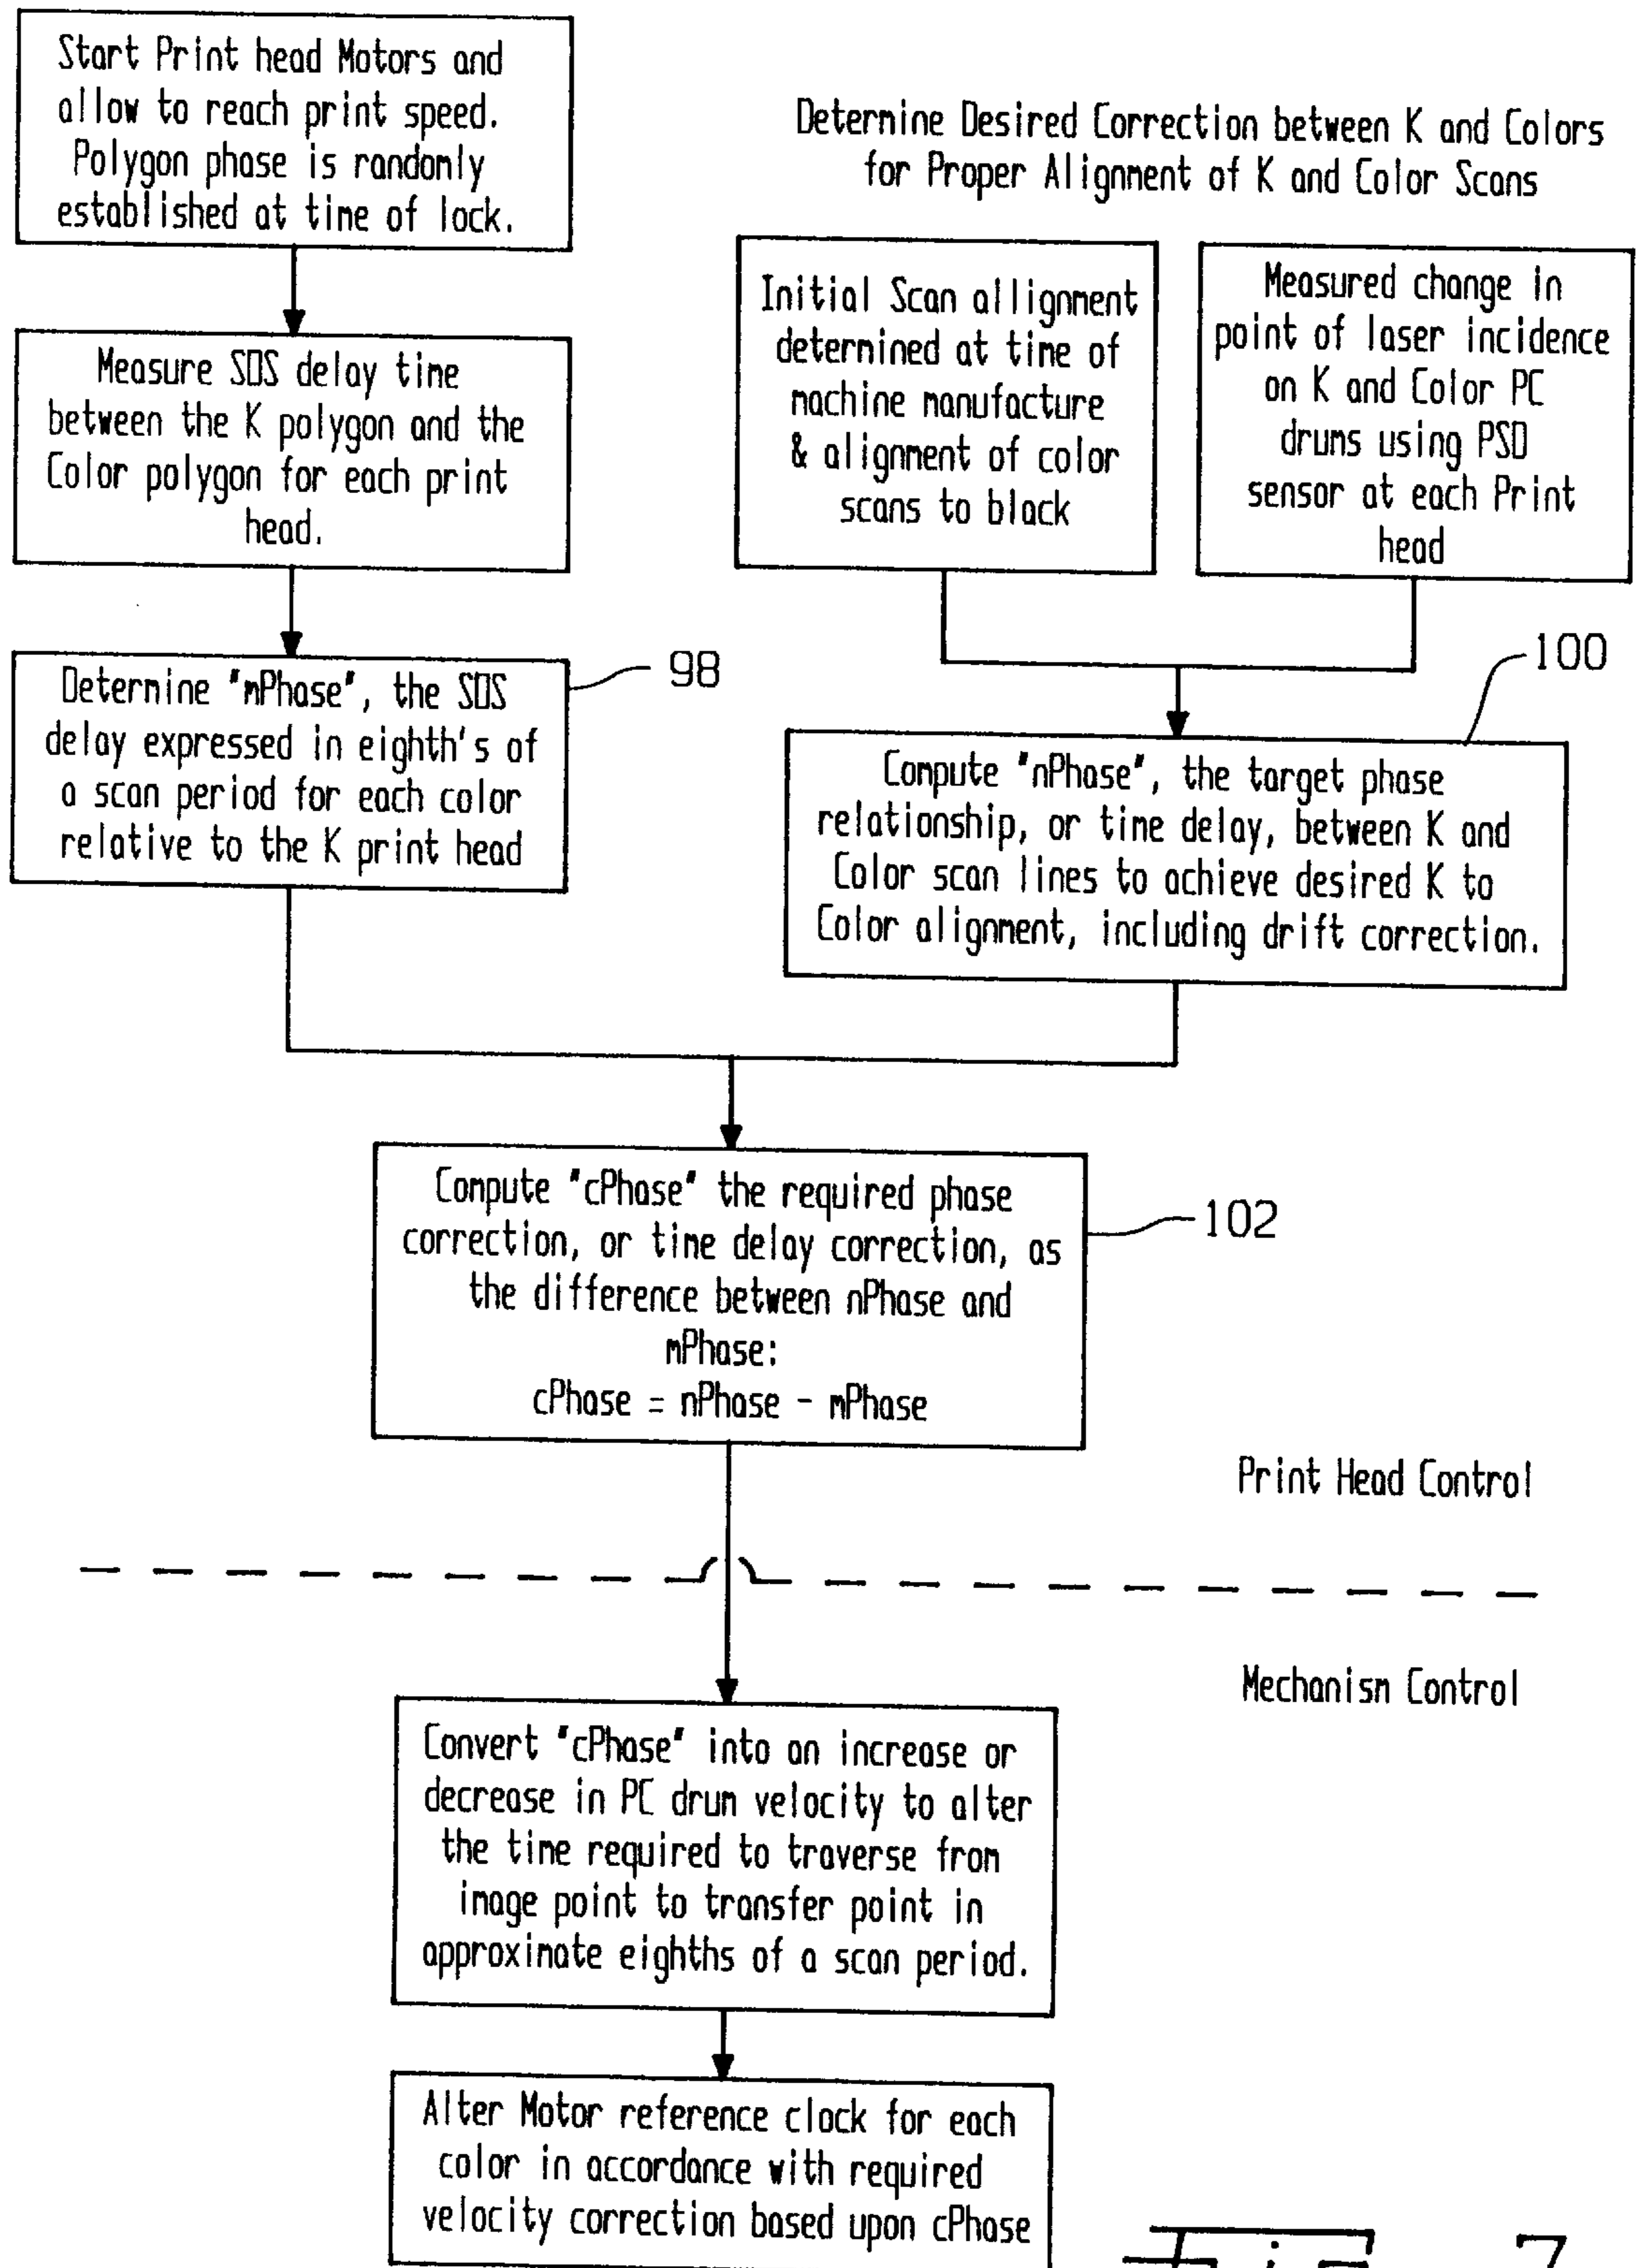 Start Print head Motors and
allow to reach print speed.
Polygon phase is randomly
established at time of lock.
Measure SOS delay time
between the K polygon and the
Color polygon for each print
head.
Determine "mPhase", the SOS
delay expressed in eighth's of
a scan period for each color
relative to the K print head
98
Determine Desired Correction between K and Colors
for Proper Alignment of K and Color Scans
Initial Scan allignment
determined at time of
machine manufacture
& alignment of color
scans to black
Measured change in
point of laser incidence
on K and Color PC
drums using PSD
sensor at each Print
head
100
Compute "nPhase", the target phase
relationship, or time delay, between K and
Color scan lines to achieve desired K to
Color alignment, including drift correction.
Compute "cPhase" the required phase
correction, or time delay correction, as
the difference between nPhase and
mPhase:
cPhase = nPhase - mPhase
102
Print Head Control
Mechanism Control
Convert "cPhase" into an increase or
decrease in PC drum velocity to alter
the time required to traverse from
image point to transfer point in
approximate eighths of a scan period.
Alter Motor reference clock for each
color in accordance with required
velocity correction based upon cPhase